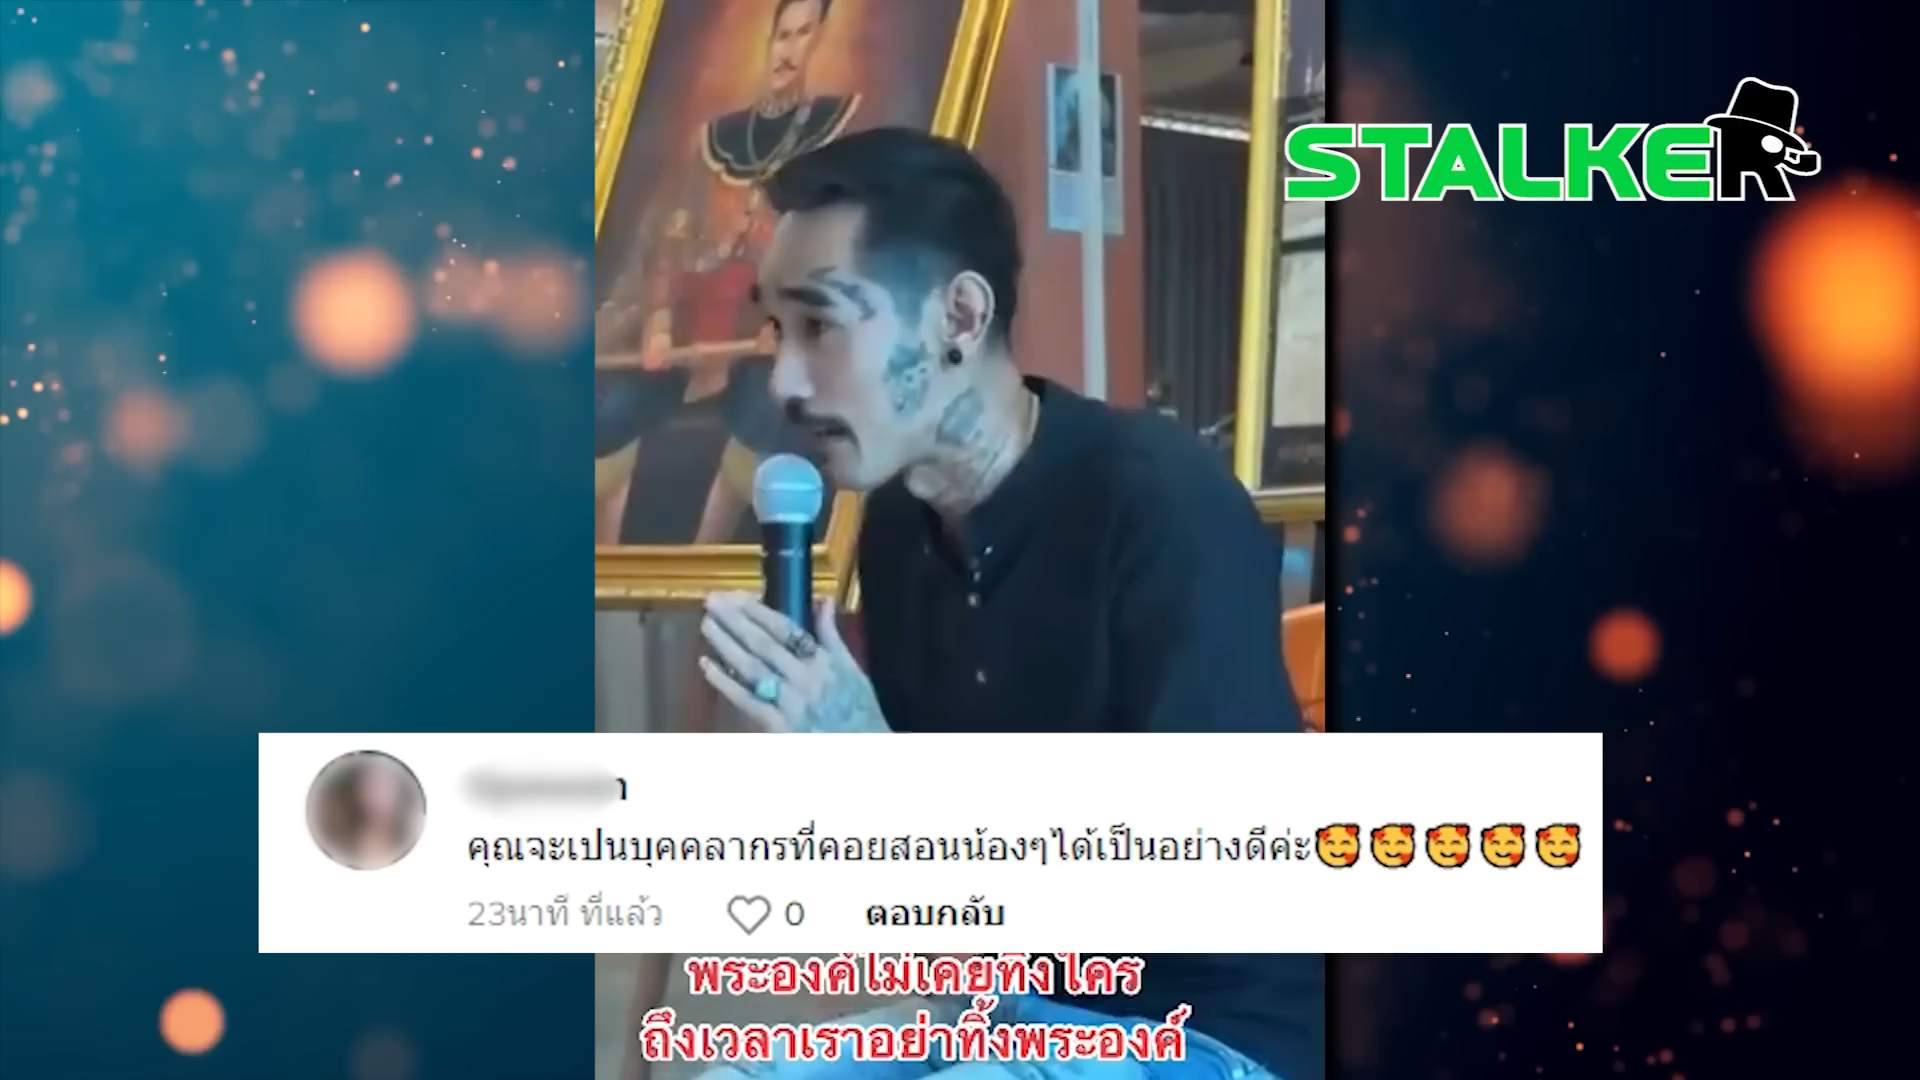 STALKER
คุณจะเปนบุคคลากรที่คอยสอนน้องๆได้เป็นอย่างดีค่ะ🥰🥰🥰🥰🥰
23นาที ที่แล้ว 0 ตอบกลับ
พระองค์ไม่เคยทิ้งใคร
ถึงเวลาเราอย่าทิ้งพระองค์